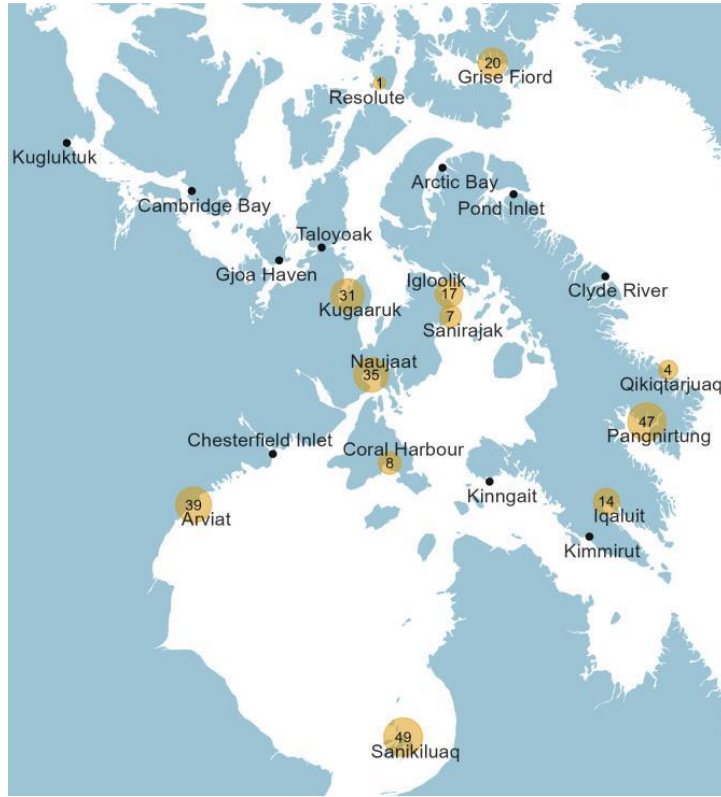 20
Grise Fiord
1
Resolute
Kugluktuk
Arctic Bay
Cambridge Bay
Pond Inlet
Taloyoak
Gjoa Haven
Igloolik
17
Clyde River
31
Kugaaruk
7
Sanirajak
Naujaat
35
4
Qikiqtarjuaq
47
Pangnirtung
Chesterfield Inlet
Coral Harbour
8
Kinngait
39
Arviat
14
Iqaluit
Kimmirut
49
Sanikiluaq